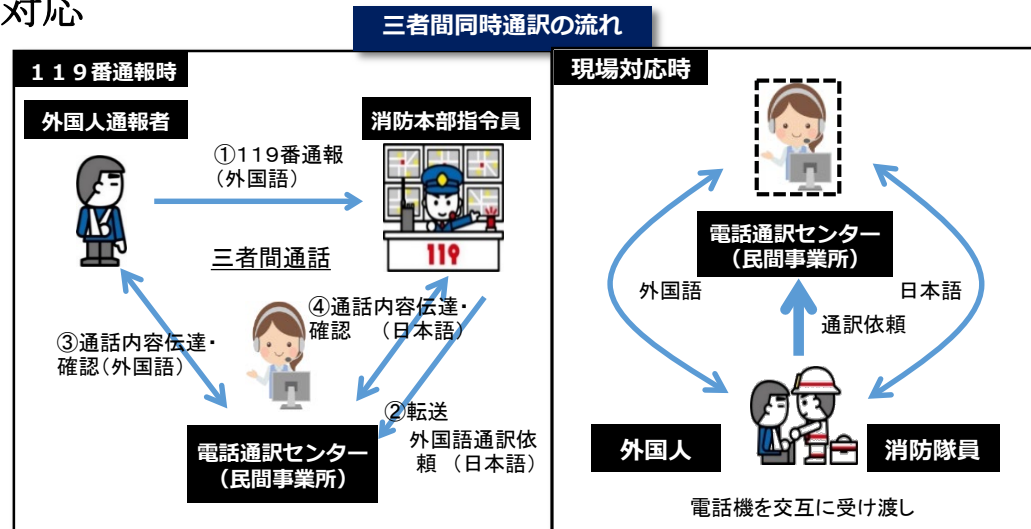 対応
三者間同時通訳の流れ
１１９番通報時
外国人通報者
消防本部指令員
①119番通報
（外国語）
119
三者間通話
④通話内容伝達・
確認　（日本語）
③通話内容伝達・
確認（外国語）
②転送
外国語通訳依
頼　（日本語）
電話通訳センター
（民間事業所）
現場対応時
電話通訳センター
（民間事業所）
外国語
日本語
通訳依頼
外国人
消防隊員
電話機を交互に受け渡し